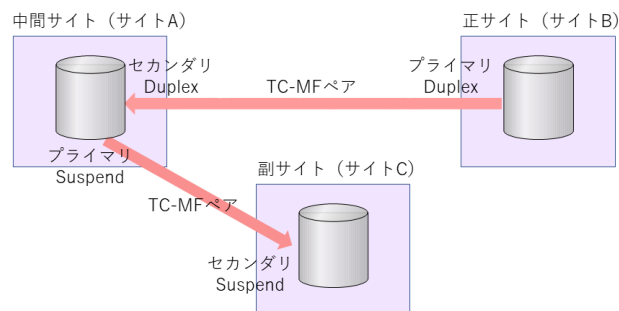 中間サイト（サイトA）
正サイト（サイトB）
セカンダリ
Duplex
TC-MFペア
プライマリ
Duplex
プライマリ
Suspend
TC-MFペア
副サイト（サイトC）
セカンダリ
Suspend